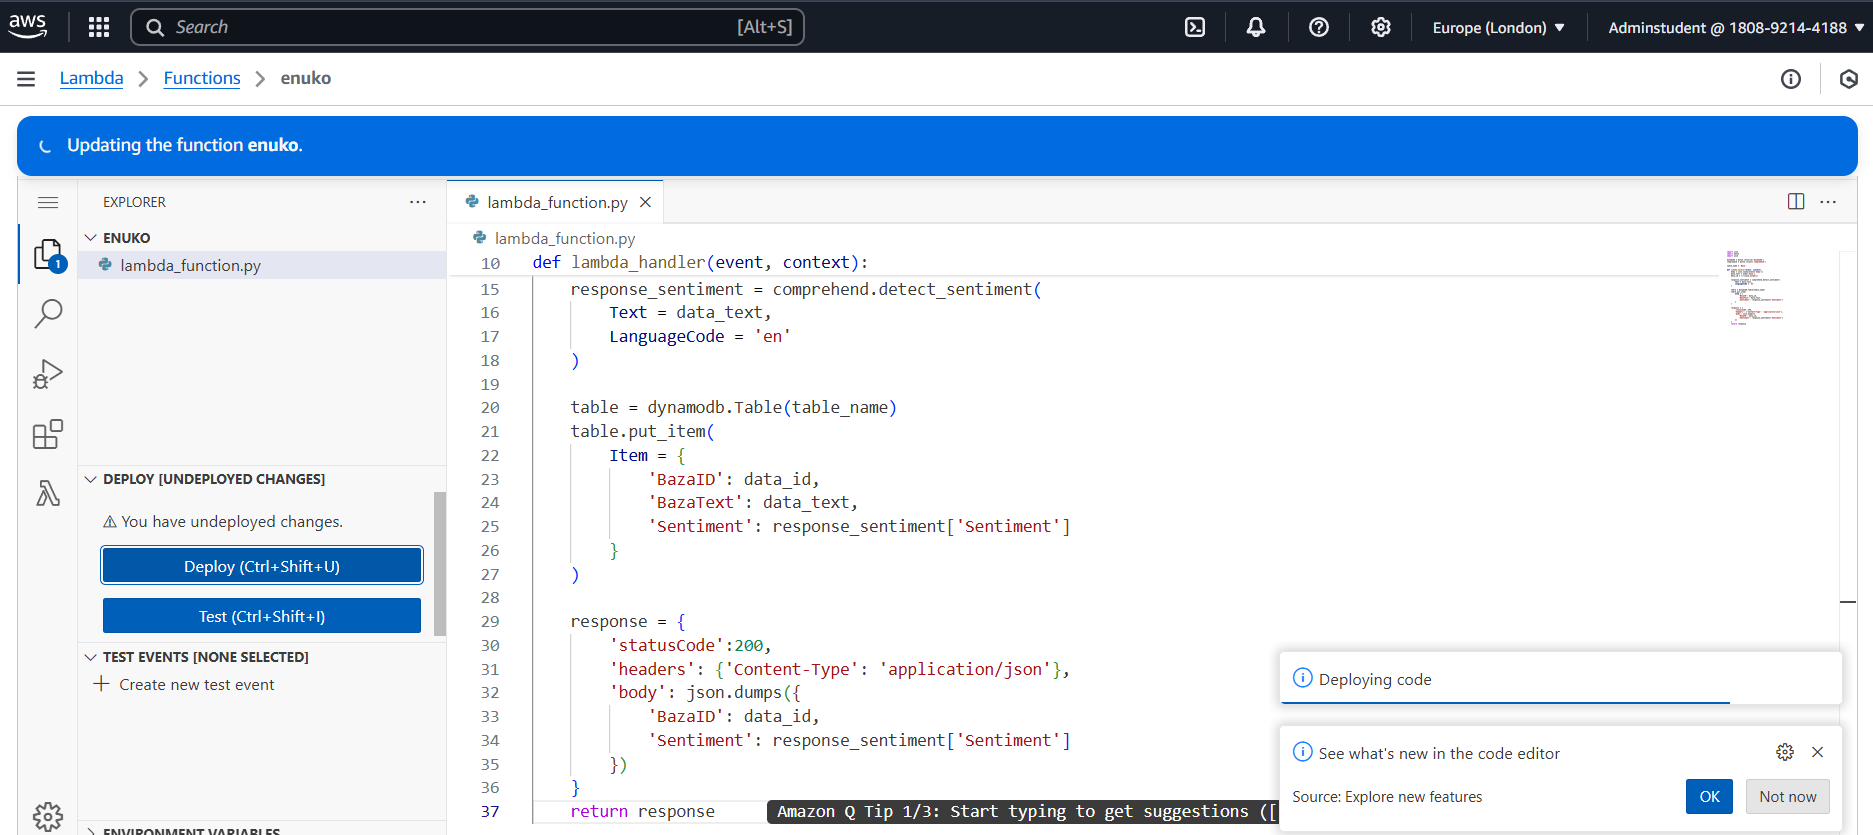 aws
Search
[Alt+S]
Europe (London)
Adminstudent @ 1808-9214-4188
Lambda
Functions
enuko
Updating the function enuko.
EXPLORER
ENUKO
1
lambda_function.py
DEPLOY [UNDEPLOYED CHANGES]
You have undeployed changes.
Deploy (Ctrl+Shift+U)
Test (Ctrl+Shift+I)
TEST EVENTS [NONE SELECTED]
Create new test event
ENVIRONMENT VARIABLES
lambda_function.py
lambda_function.py
10 def lambda_handler(event, context):
15 response_sentiment = comprehend.detect_sentiment(
16 Text = data_text,
17 LanguageCode = 'en'
18 )
19
20 table = dynamodb.Table(table_name)
21 table.put_item(
22 Item = {
23 'BazaID': data_id,
24 'BazaText': data_text,
25 'Sentiment': response_sentiment['Sentiment']
26 }
27 )
28
29 response = {
30 'statusCode':200,
31 'headers': {'Content-Type': 'application/json'},
32 'body': json.dumps({
33 'BazaID': data_id,
34 'Sentiment': response_sentiment['Sentiment']
35 })
36 }
37 return response
Amazon Q Tip 1/3: Start typing to get suggestions ([
Deploying code
See what's new in the code editor
Source: Explore new features
OK
Not now